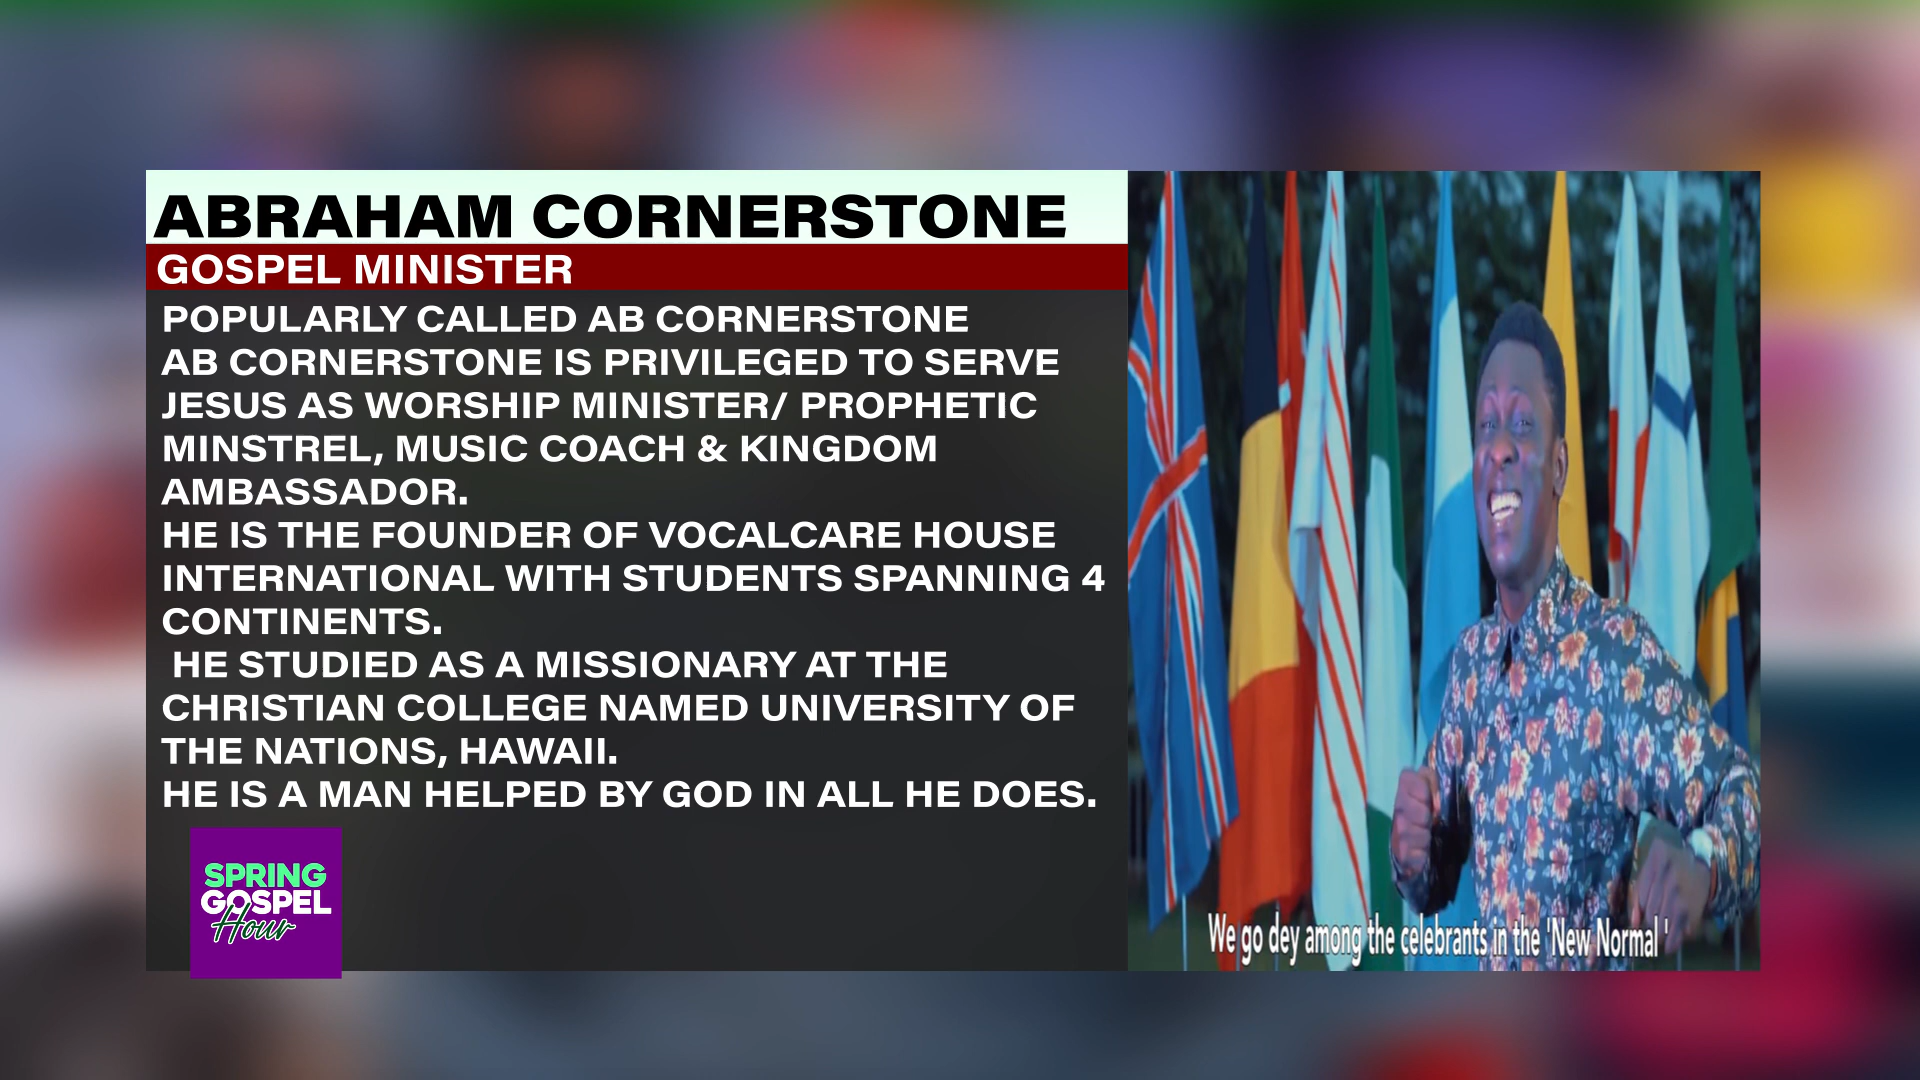 ABRAHAM CORNERSTONE
GOSPEL MINISTER
POPULARLY CALLED AB CORNERSTONE
AB CORNERSTONE IS PRIVILEGED TO SERVE
JESUS AS WORSHIP MINISTER/ PROPHETIC
MINSTREL, MUSIC COACH & KINGDOM
AMBASSADOR.
HE IS THE FOUNDER OF VOCALCARE HOUSE
INTERNATIONAL WITH STUDENTS SPANNING 4
CONTINENTS.
HE STUDIED AS A MISSIONARY AT THE
CHRISTIAN COLLEGE NAMED UNIVERSITY OF
THE NATIONS, HAWAII.
HE IS A MAN HELPED BY GOD IN ALL HE DOES.
SPRING
GOSPEL
Hour
We go dey among the celebrants in the 'New Normal '